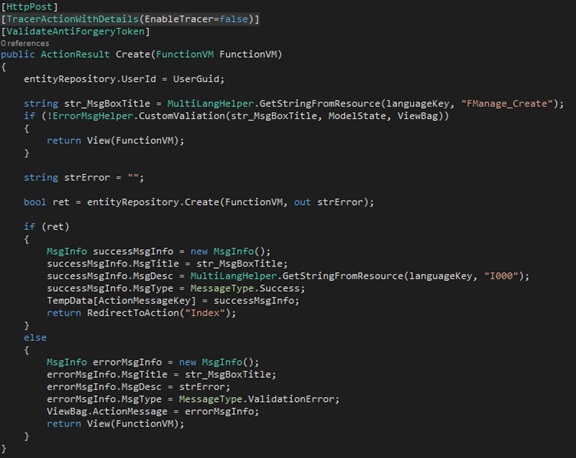 [HttpPost]
[TracerActionWithDetails(EnableTracer=false)]
[ValidateAntiForgeryToken]
0 references
public ActionResult Create(FunctionVM FunctionVM)
{
entityRepository.UserId = UserGuid;
string str_MsgBoxTitle = MultiLangHelper.GetStringFromResource(languageKey, "FManage_Create");
if (!ErrorMsgHelper.CustomValiation(str_MsgBoxTitle, ModelState, ViewBag))
{
return View(FunctionVM);
}
string strError = "";
bool ret = entityRepository.Create(FunctionVM, out strError);
if (ret)
{
MsgInfo successMsgInfo = new MsgInfo();
successMsgInfo.MsgTitle = str_MsgBoxTitle;
successMsgInfo.MsgDesc = MultiLangHelper.GetStringFromResource(languageKey, "I000");
successMsgInfo.MsgType = MessageType.Success;
TempData[ActionMessageKey] = successMsgInfo;
return RedirectToAction("Index");
}
else
{
MsgInfo errorMsgInfo = new MsgInfo();
errorMsgInfo.MsgTitle = str_MsgBoxTitle;
errorMsgInfo.MsgDesc = strError;
errorMsgInfo.MsgType = MessageType.ValidationError;
ViewBag.ActionMessage = errorMsgInfo;
return View(FunctionVM);
}
}